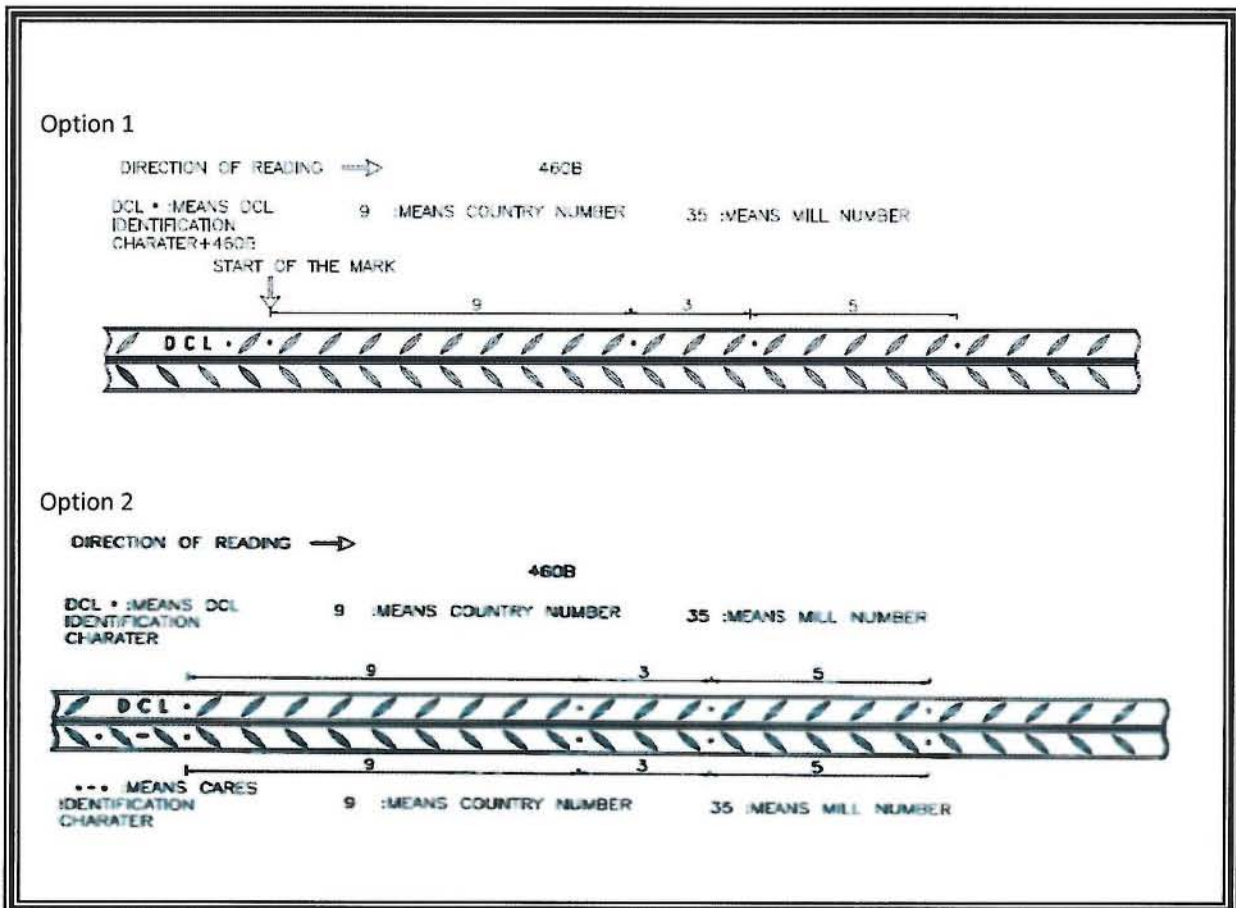 Option 1
DIRECTION OF READING 460B
DCL • :MEANS DCL IDENTIFICATION CHARATER+460B
9 :MEANS COUNTRY NUMBER
35 :MEANS MILL NUMBER
START OF THE MARK
9 3 5
DCL
Option 2
DIRECTION OF READING
460B
DCL • :MEANS DCL IDENTIFICATION CHARATER
9 :MEANS COUNTRY NUMBER
35 :MEANS MILL NUMBER
9 3 5
DCL
9 3 5
••• :MEANS CARES IDENTIFICATION CHARATER
9 :MEANS COUNTRY NUMBER
35 :MEANS MILL NUMBER